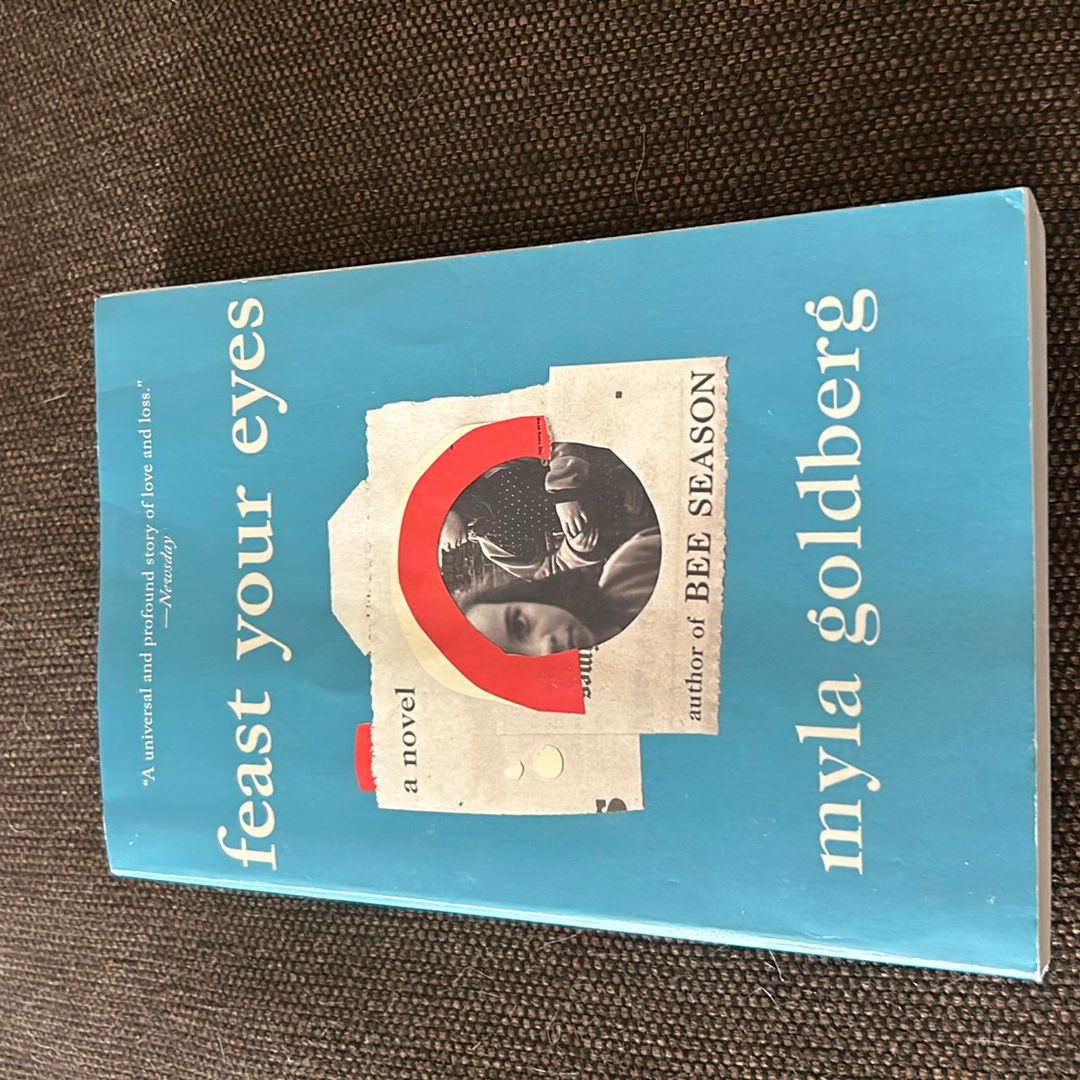 “A universal and profound story of love and loss.”
—Newsday
feast your eyes
a novel
author of BEE SEASON
myla goldberg